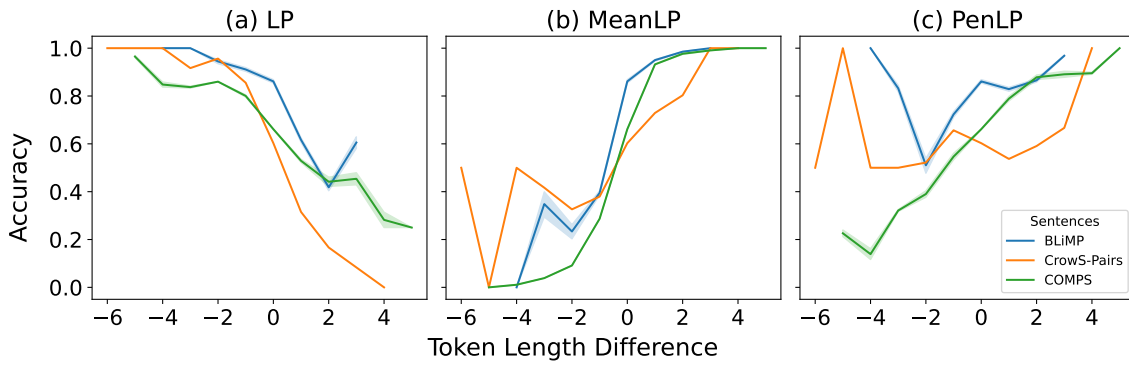 (a) LP
(b) MeanLP
(c) PenLP
Accuracy
1.0
0.8
0.6
0.4
0.2
0.0
−6 −4 −2 0 2 4
−6 −4 −2 0 2 4
−6 −4 −2 0 2 4
Sentences
BLiMP
CrowS-Pairs
COMPS
Token Length Difference